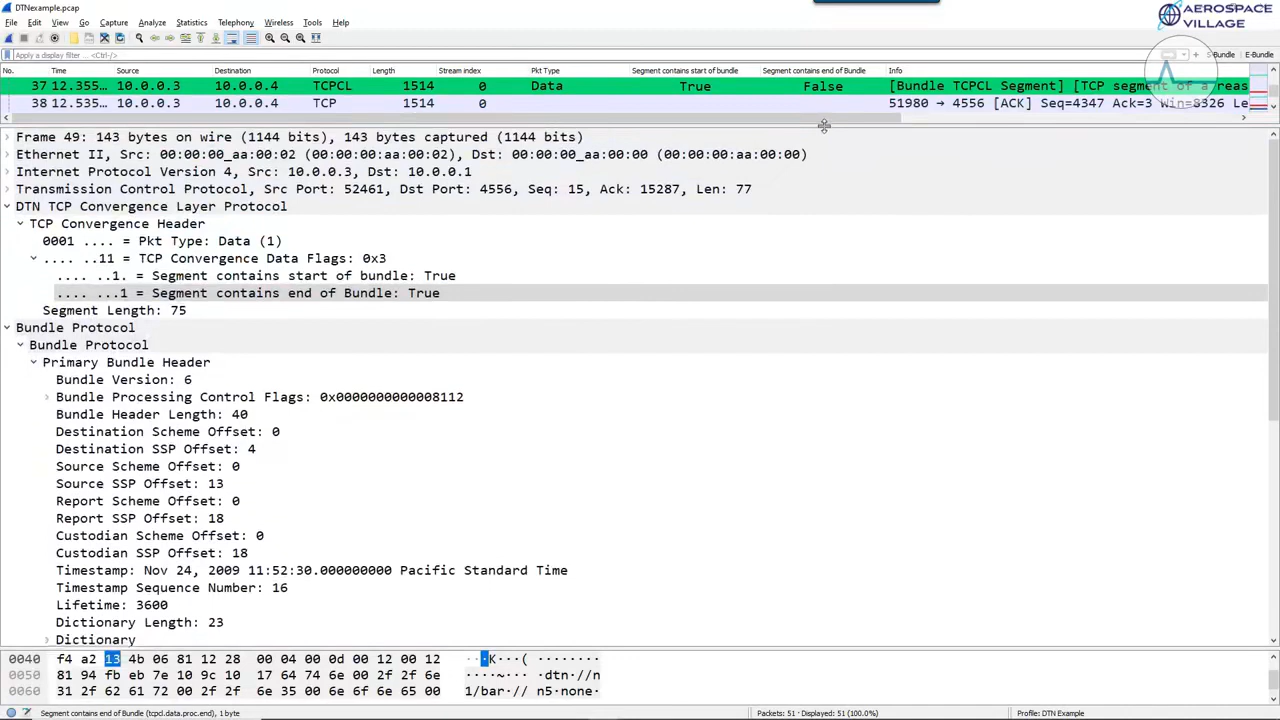 DTNexample.pcap
AEROSPACE
VILLAGE
File Edit View Go Capture Analyze Statistics Telephony Wireless Tools Help
Apply a display filter ... <Ctrl-/>
S-Bundle E-Bundle
No. Time Source Destination Protocol Length Stream index Pkt Type Segment contains start of bundle Segment contains end of Bundle Info
37 12.355… 10.0.0.3 10.0.0.4 TCPCL 1514 0 Data True False [Bundle TCPCL Segment] [TCP segment of a reas
38 12.535… 10.0.0.3 10.0.0.4 TCP 1514 0 51980 → 4556 [ACK] Seq=4347 Ack=3 Win=8326 Le
Frame 49: 143 bytes on wire (1144 bits), 143 bytes captured (1144 bits)
Ethernet II, Src: 00:00:00_aa:00:02 (00:00:00:aa:00:02), Dst: 00:00:00_aa:00:00 (00:00:00:aa:00:00)
Internet Protocol Version 4, Src: 10.0.0.3, Dst: 10.0.0.1
Transmission Control Protocol, Src Port: 52461, Dst Port: 4556, Seq: 15, Ack: 15287, Len: 77
DTN TCP Convergence Layer Protocol
TCP Convergence Header
0001 .... = Pkt Type: Data (1)
.... ..11 = TCP Convergence Data Flags: 0x3
.... ..1. = Segment contains start of bundle: True
.... ...1 = Segment contains end of Bundle: True
Segment Length: 75
Bundle Protocol
Bundle Protocol
Primary Bundle Header
Bundle Version: 6
Bundle Processing Control Flags: 0x0000000000008112
Bundle Header Length: 40
Destination Scheme Offset: 0
Destination SSP Offset: 4
Source Scheme Offset: 0
Source SSP Offset: 13
Report Scheme Offset: 0
Report SSP Offset: 18
Custodian Scheme Offset: 0
Custodian SSP Offset: 18
Timestamp: Nov 24, 2009 11:52:30.000000000 Pacific Standard Time
Timestamp Sequence Number: 16
Lifetime: 3600
Dictionary Length: 23
Dictionary
0040 f4 a2 13 4b 06 81 12 28 00 04 00 0d 00 12 00 12 ···K···( ········
0050 81 94 fb eb 7e 10 9c 10 17 64 74 6e 00 2f 2f 6e ····~··· ·dtn·//n
0060 31 2f 62 61 72 00 2f 2f 6e 35 00 6e 6f 6e 65 00 1/bar·// n5·none·
Segment contains end of Bundle (tcpcl.data.proc.end), 1 byte
Packets: 51 · Displayed: 51 (100.0%)
Profile: DTN Example